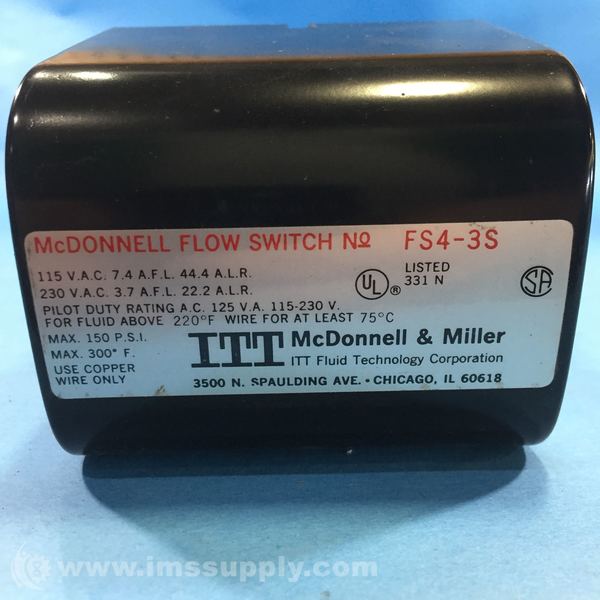 McDONNELL FLOW SWITCH No FS4-3S
115 V.A.C. 7.4 A.F.L. 44.4 A.L.R.
230 V.A.C. 3.7 A.F.L. 22.2 A.L.R.
UL ® LISTED 331 N SA
PILOT DUTY RATING A.C. 125 V.A. 115-230 V.
FOR FLUID ABOVE 220°F WIRE FOR AT LEAST 75°C
MAX. 150 P.S.I.
MAX. 300° F.
USE COPPER
WIRE ONLY
ITT McDonnell & Miller
ITT Fluid Technology Corporation
3500 N. SPAULDING AVE. • CHICAGO, IL 60618
© www.imssupply.com